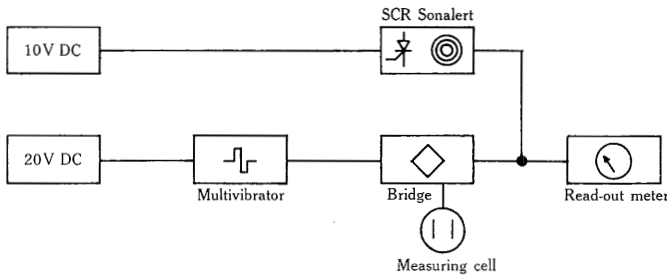 SCR Sonalert
10V DC
20V DC
Multivibrator
Bridge
Read-out meter
Measuring cell